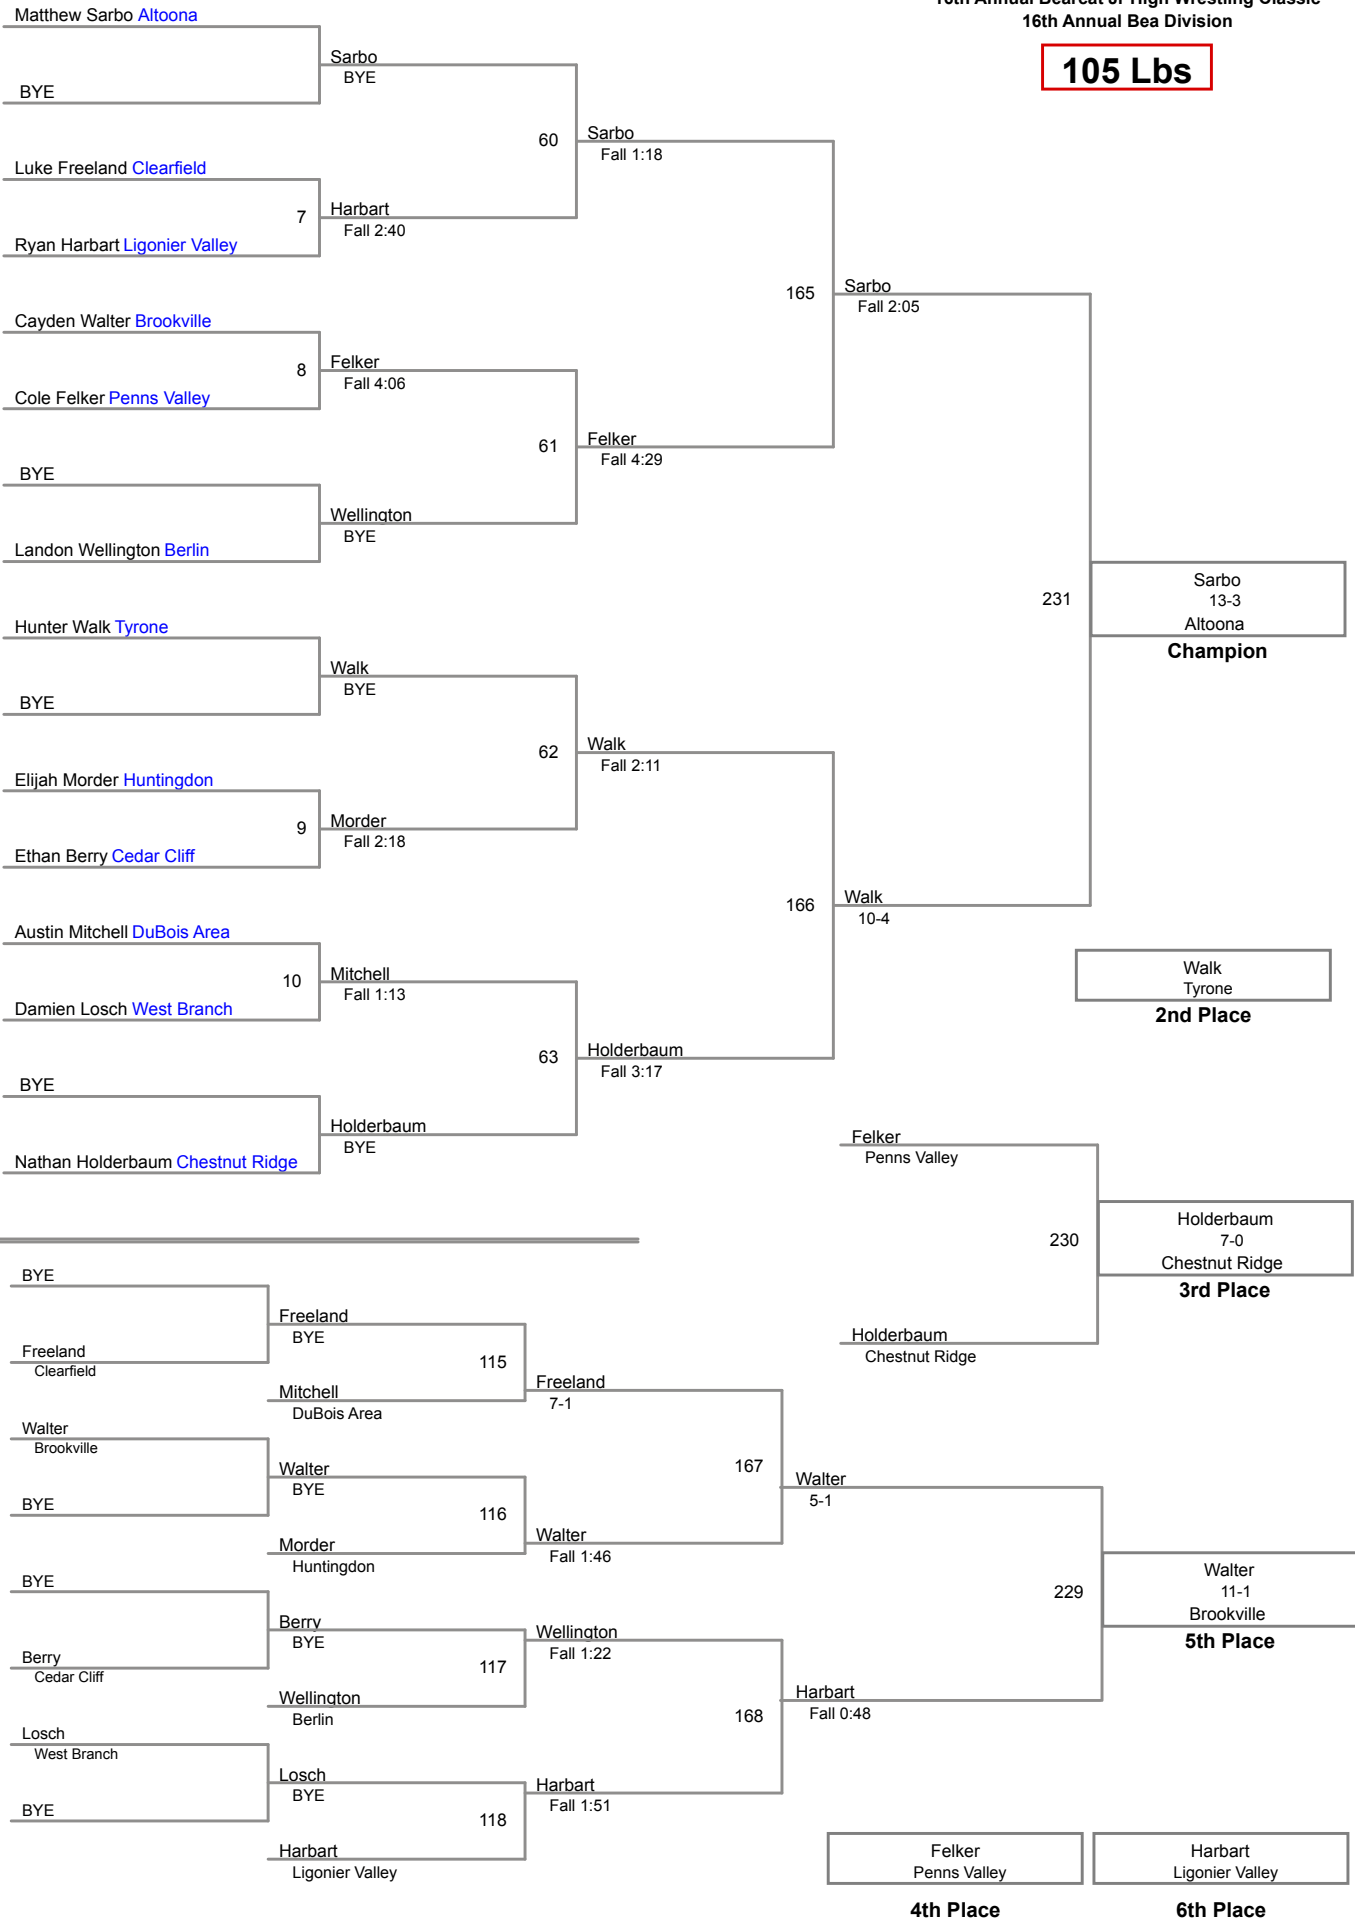 16th Annual Bearcat Jr High Wrestling Classic
16th Annual Bea Division
105 Lbs
Matthew Sarbo Altoona
BYE
Luke Freeland Clearfield
7
Ryan Harbart Ligonier Valley
Cayden Walter Brookville
8
Cole Felker Penns Valley
BYE
Landon Wellington Berlin
Hunter Walk Tyrone
BYE
Elijah Morder Huntingdon
9
Ethan Berry Cedar Cliff
Austin Mitchell DuBois Area
10
Damien Losch West Branch
BYE
Nathan Holderbaum Chestnut Ridge
Sarbo
BYE
60
Harbart
Fall 2:40
Felker
Fall 4:06
61
Wellington
BYE
Walk
BYE
62
Morder
Fall 2:18
Mitchell
Fall 1:13
63
Holderbaum
BYE
Sarbo
Fall 1:18
165
Felker
Fall 4:29
Walk
Fall 2:11
166
Holderbaum
Fall 3:17
Sarbo
Fall 2:05
231
Walk
10-4
Sarbo
13-3
Altoona
Champion
Walk
Tyrone
2nd Place
Felker
Penns Valley
230
Holderbaum
Chestnut Ridge
Holderbaum
7-0
Chestnut Ridge
3rd Place
BYE
Freeland
Clearfield
Walter
Brookville
BYE
BYE
Berry
Cedar Cliff
Losch
West Branch
BYE
Freeland
BYE
115
Mitchell
DuBois Area
Walter
BYE
116
Morder
Huntingdon
Berry
BYE
117
Wellington
Berlin
Losch
BYE
118
Harbart
Ligonier Valley
Freeland
7-1
167
Walter
Fall 1:46
Wellington
Fall 1:22
168
Harbart
Fall 1:51
Walter
5-1
229
Harbart
Fall 0:48
Walter
11-1
Brookville
5th Place
Felker
Penns Valley
4th Place
Harbart
Ligonier Valley
6th Place